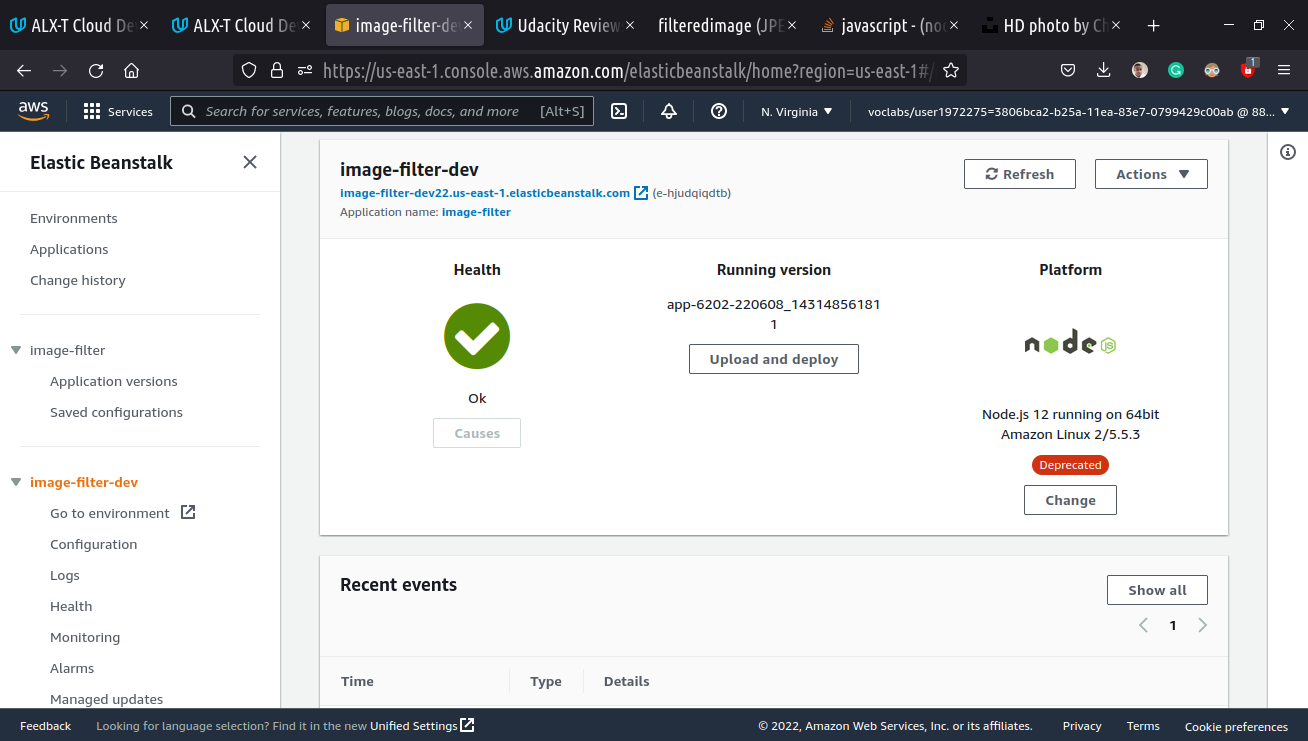 ALX-T Cloud De
ALX-T Cloud De
image-filter-de
Udacity Review
filteredimage (JPE
javascript - (no
HD photo by Ch
https://us-east-1.console.aws.amazon.com/elasticbeanstalk/home?region=us-east-1#/
1
aws
Services
Search for services, features, blogs, docs, and more
[Alt+S]
N. Virginia
voclabs/user1972275=3806bca2-b25a-11ea-83e7-0799429c00ab @ 88...
Elastic Beanstalk
Environments
Applications
Change history
image-filter
Application versions
Saved configurations
image-filter-dev
Go to environment
Configuration
Logs
Health
Monitoring
Alarms
Managed updates
image-filter-dev
image-filter-dev22.us-east-1.elasticbeanstalk.com (e-hjudqiqdtb)
Application name: image-filter
Refresh
Actions
Health
Ok
Causes
Running version
app-6202-220608_14314856181
1
Upload and deploy
Platform
node JS
Node.js 12 running on 64bit
Amazon Linux 2/5.5.3
Deprecated
Change
Recent events
Show all
1
Time
Type
Details
Feedback
Looking for language selection? Find it in the new Unified Settings
© 2022, Amazon Web Services, Inc. or its affiliates.
Privacy
Terms
Cookie preferences